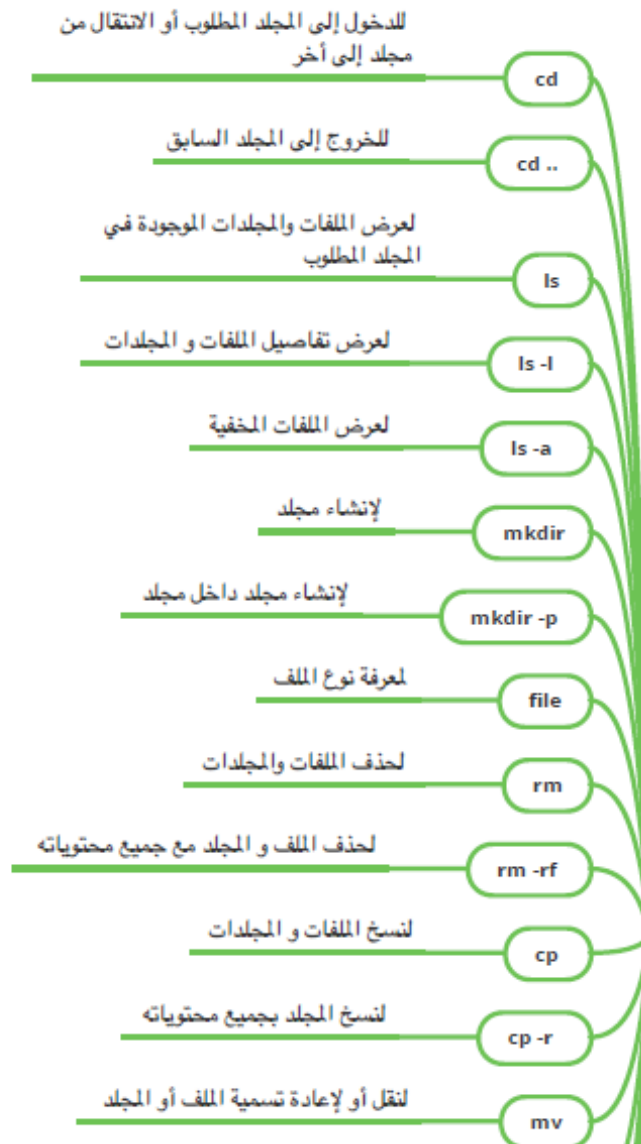 للدخول إلى المجلد المطلوب أو الانتقال من
مجلد إلى أخر
cd
للخروج إلى المجلد السابق
cd ..
لعرض الملفات والمجلدات الموجودة في
المجلد المطلوب
ls
لعرض تفاصيل الملفات و المجلدات
ls -l
لعرض الملفات المخفية
ls -a
لإنشاء مجلد
mkdir
لإنشاء مجلد داخل مجلد
mkdir -p
لمعرفة نوع الملف
file
لحذف الملفات والمجلدات
rm
لحذف الملف و المجلد مع جميع محتوياته
rm -rf
لنسخ الملفات و المجلدات
cp
لنسخ المجلد بجميع محتوياته
cp -r
لنقل أو لإعادة تسمية الملف أو المجلد
mv